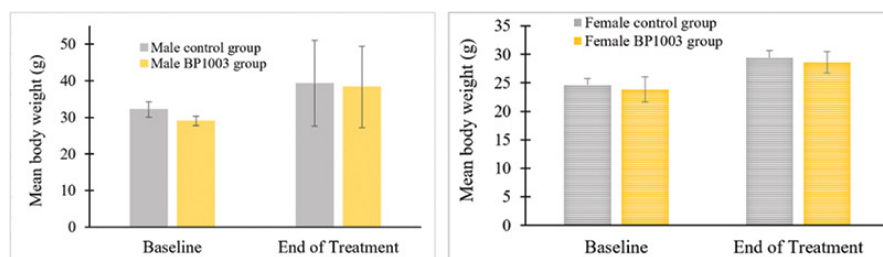 Mean body weight (g)
50
40
30
20
10
0
Male control group
Male BP1003 group
Baseline
End of Treatment
Mean body weight (g)
35
30
25
20
15
10
5
0
Female control group
Female BP1003 group
Baseline
End of Treatment